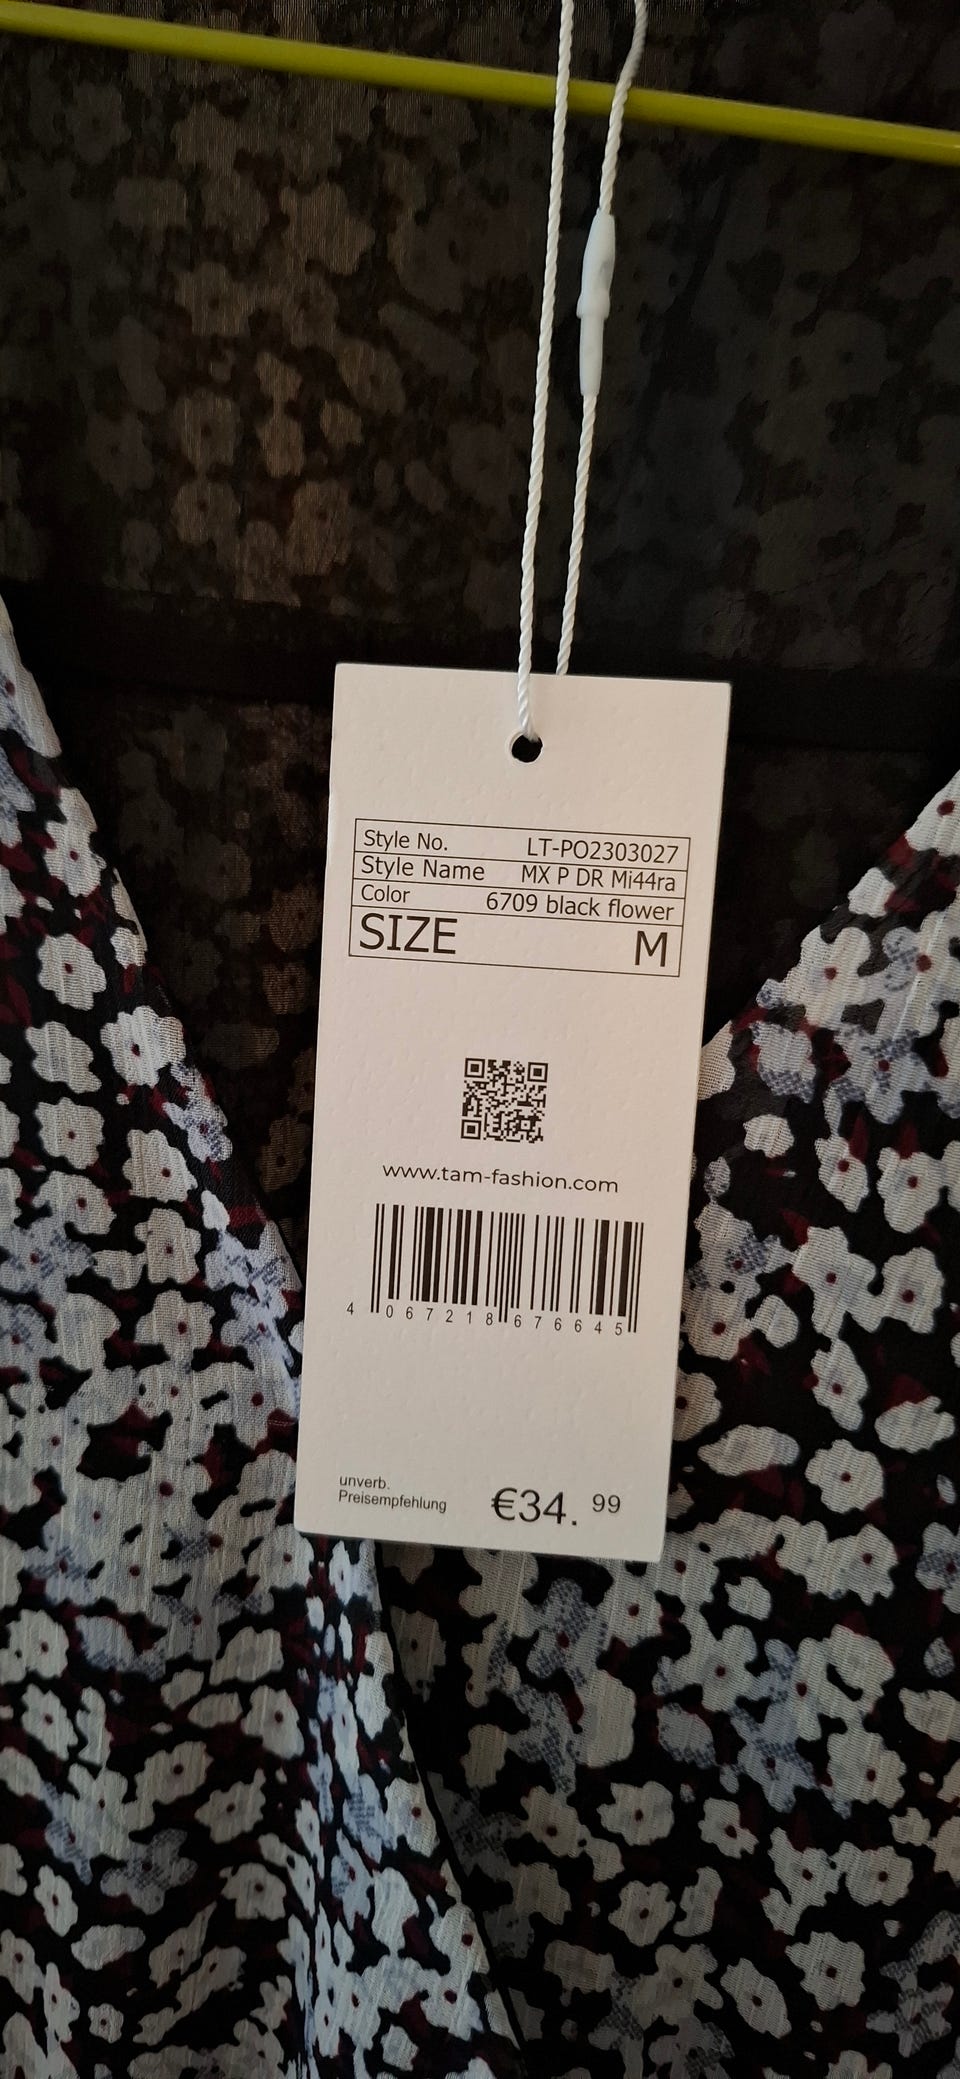 Style No. LT-PO2303027
Style Name MX P DR Mi44ra
Color 6709 black flower
SIZE M
www.tam-fashion.com
4 067218 676645
unverb.
Preisempfehlung €34.99